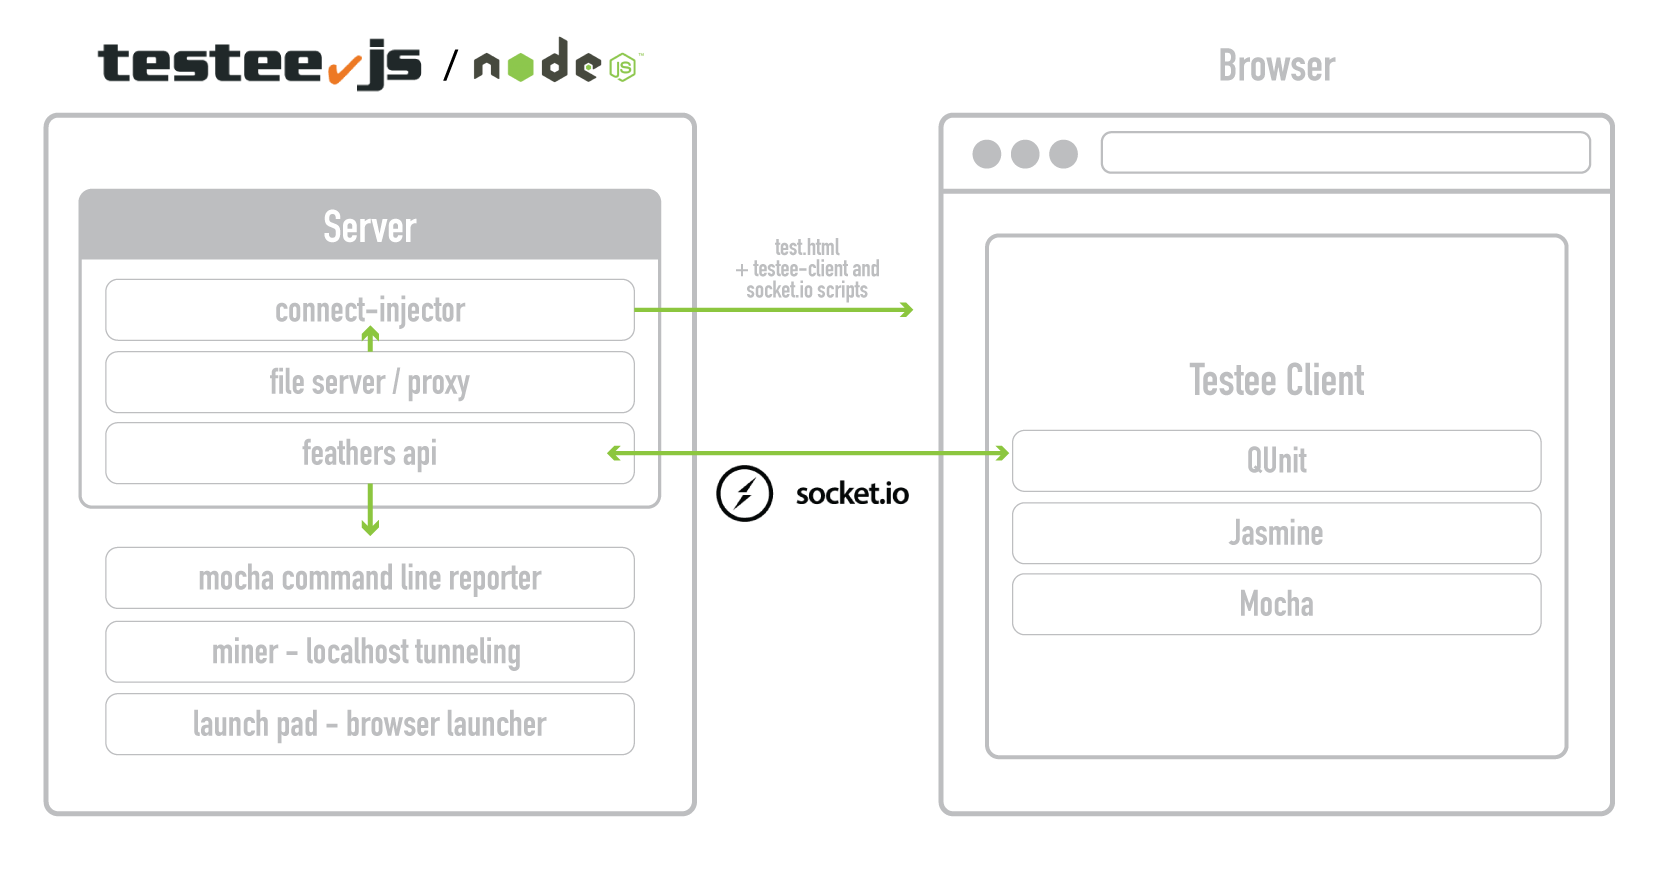 testee.js / node JS ™
Browser
Server
connect-injector
file server / proxy
feathers api
mocha command line reporter
miner - localhost tunneling
launch pad - browser launcher
test.html
+ testee-client and
socket.io scripts
socket.io
Testee Client
QUnit
Jasmine
Mocha